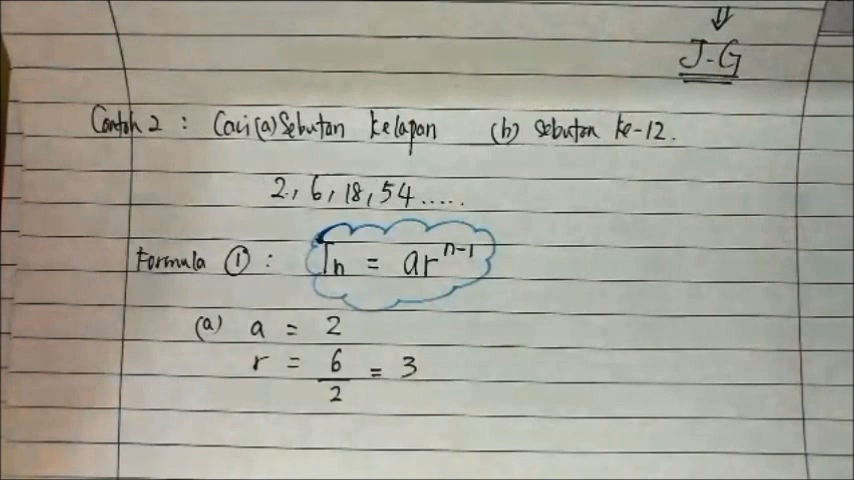 ⇓
J-G
Contoh 2 : Cari (a) Sebutan kelapan (b) sebutan ke-12.
2, 6, 18, 54 .....
Formula ① : Tn = ar^(n-1)
(a) a = 2
r = 6/2 = 3